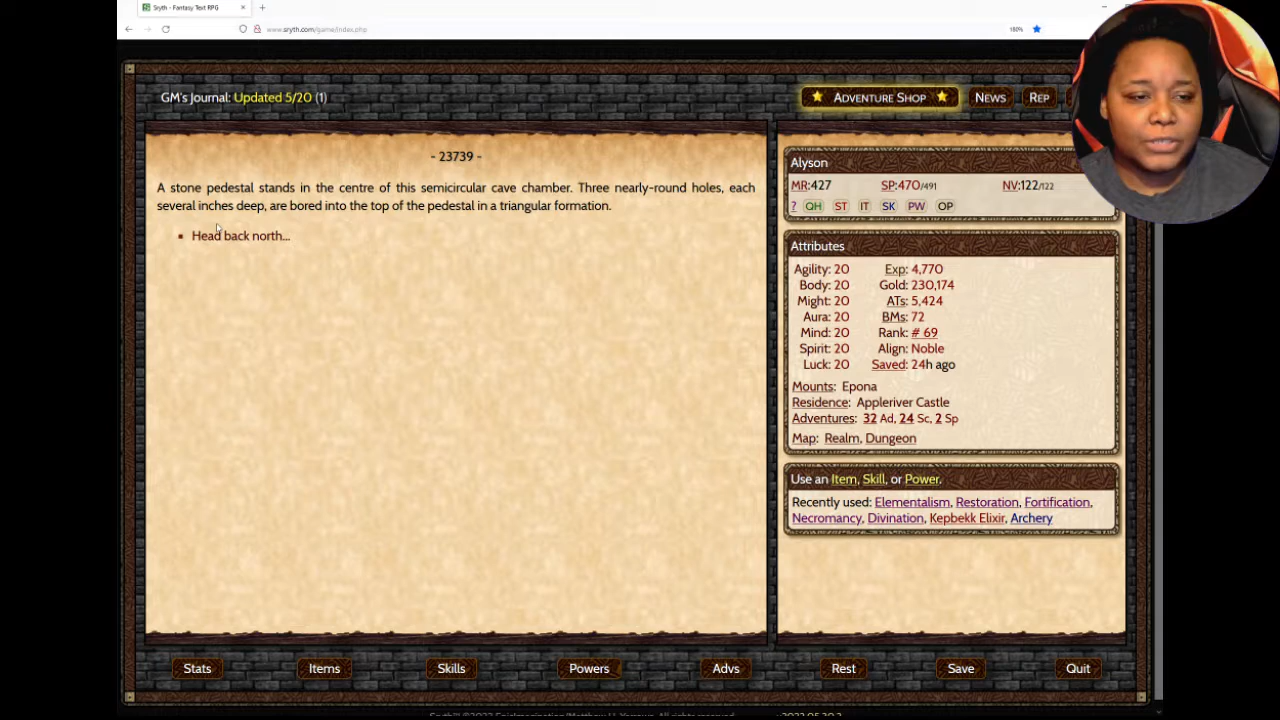 Sryth - Fantasy Text RPG
www.sryth.com/game/index.php
180%
GM's Journal: Updated 5/20 (1)
Adventure Shop
News
Rep
- 23739 -
A stone pedestal stands in the centre of this semicircular cave chamber. Three nearly-round holes, each
several inches deep, are bored into the top of the pedestal in a triangular formation.
Head back north...
Alyson
MR:427 SP:470/491 NV:122/122
? QH ST IT SK PW OP
Attributes
Agility: 20 Exp: 4,770
Body: 20 Gold: 230,174
Might: 20 ATs: 5,424
Aura: 20 BMs: 72
Mind: 20 Rank: # 69
Spirit: 20 Align: Noble
Luck: 20 Saved: 24h ago
Mounts: Epona
Residence: Appleriver Castle
Adventures: 32 Ad, 24 Sc, 2 Sp
Map: Realm, Dungeon
Use an Item, Skill, or Power.
Recently used: Elementalism, Restoration, Fortification,
Necromancy, Divination, Kepbekk Elixir, Archery
Stats Items Skills Powers Advs Rest Save Quit